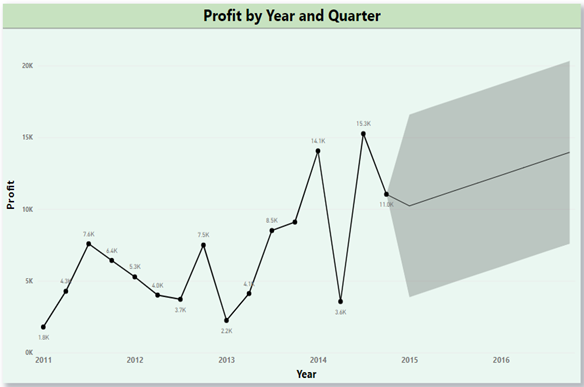 Profit by Year and Quarter
20K
15K
10K
5K
0K
Profit
1.8K
7.6K
6.4K
5.3K
4.0K
3.7K
7.5K
2.2K
8.5K
14.1K
3.6K
15.3K
11.0K
2011
2012
2013
2014
2015
2016
Year